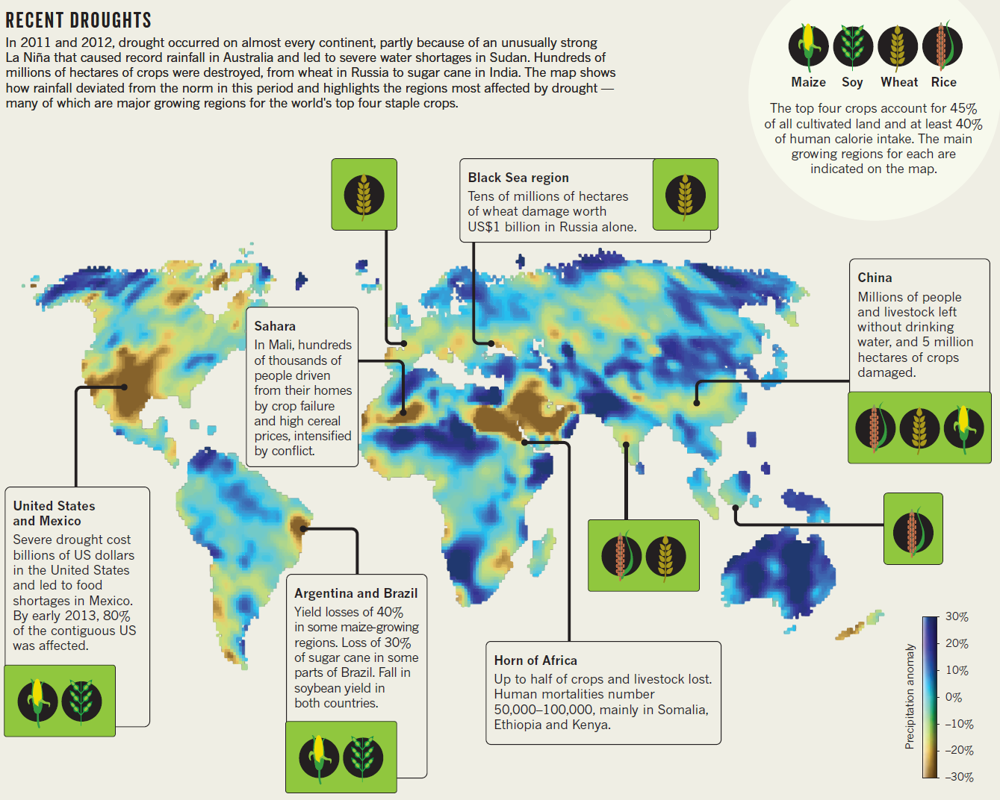 RECENT DROUGHTS
In 2011 and 2012, drought occurred on almost every continent, partly because of an unusually strong
La Niña that caused record rainfall in Australia and led to severe water shortages in Sudan. Hundreds of
millions of hectares of crops were destroyed, from wheat in Russia to sugar cane in India. The map shows
how rainfall deviated from the norm in this period and highlights the regions most affected by drought —
many of which are major growing regions for the world's top four staple crops.
Maize Soy Wheat Rice
The top four crops account for 45%
of all cultivated land and at least 40%
of human calorie intake. The main
growing regions for each are
indicated on the map.
Black Sea region
Tens of millions of hectares
of wheat damage worth
US$1 billion in Russia alone.
China
Millions of people
and livestock left
without drinking
water, and 5 million
hectares of crops
damaged.
Sahara
In Mali, hundreds
of thousands of
people driven
from their homes
by crop failure
and high cereal
prices, intensified
by conflict.
United States
and Mexico
Severe drought cost
billions of US dollars
in the United States
and led to food
shortages in Mexico.
By early 2013, 80%
of the contiguous US
was affected.
Argentina and Brazil
Yield losses of 40%
in some maize-growing
regions. Loss of 30%
of sugar cane in some
parts of Brazil. Fall in
soybean yield in
both countries.
Horn of Africa
Up to half of crops and livestock lost.
Human mortalities number
50,000–100,000, mainly in Somalia,
Ethiopia and Kenya.
Precipitation anomaly
30%
20%
10%
0%
–10%
–20%
–30%